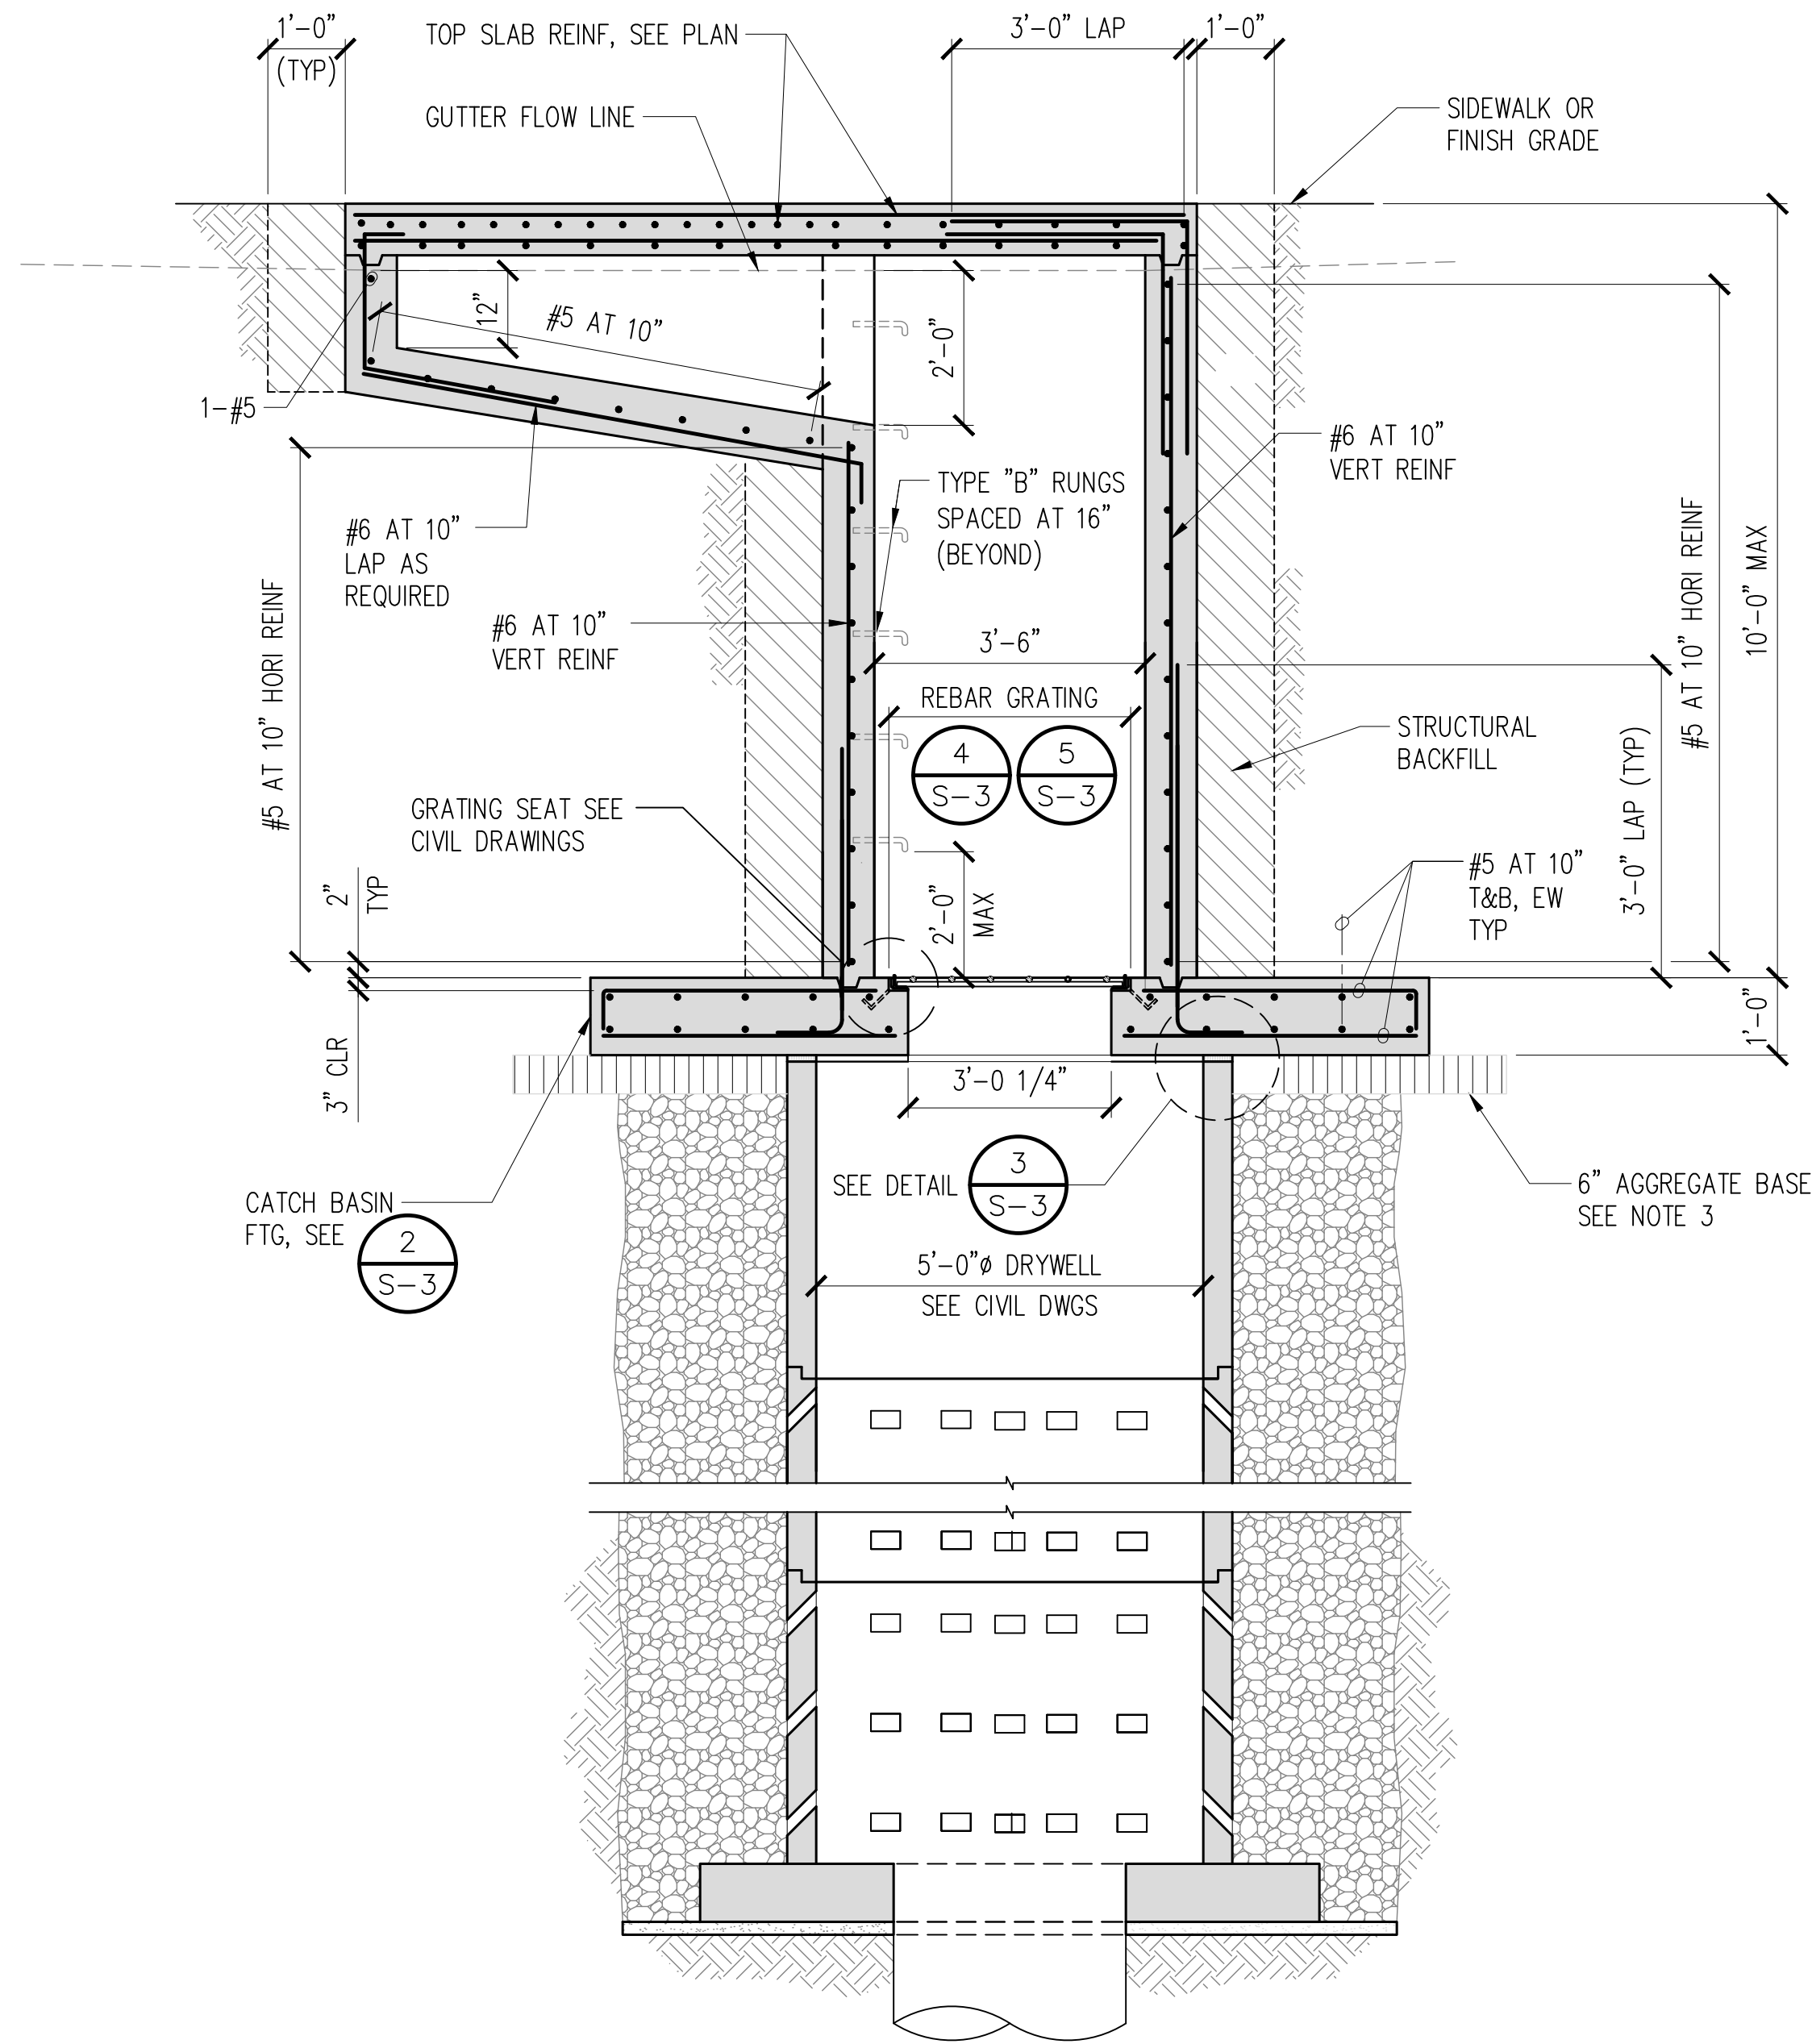 1'-0"
(TYP)
TOP SLAB REINF, SEE PLAN
3'-0" LAP
1'-0"
GUTTER FLOW LINE
SIDEWALK OR
FINISH GRADE
12"
#5 AT 10"
2'-0"
1-#5
#6 AT 10"
VERT REINF
TYPE "B" RUNGS
SPACED AT 16"
(BEYOND)
#6 AT 10"
LAP AS
REQUIRED
#5 AT 10" HORI REINF
#6 AT 10"
VERT REINF
3'-6"
REBAR GRATING
4
S-3
5
S-3
#5 AT 10" HORI REINF
10'-0" MAX
STRUCTURAL
BACKFILL
3'-0" LAP (TYP)
GRATING SEAT SEE
CIVIL DRAWINGS
2"
TYP
2'-0"
MAX
#5 AT 10"
T&B, EW
TYP
3" CLR
1'-0"
3'-0 1/4"
CATCH BASIN
FTG, SEE
2
S-3
SEE DETAIL
3
S-3
6" AGGREGATE BASE
SEE NOTE 3
5'-0"ø DRYWELL
SEE CIVIL DWGS